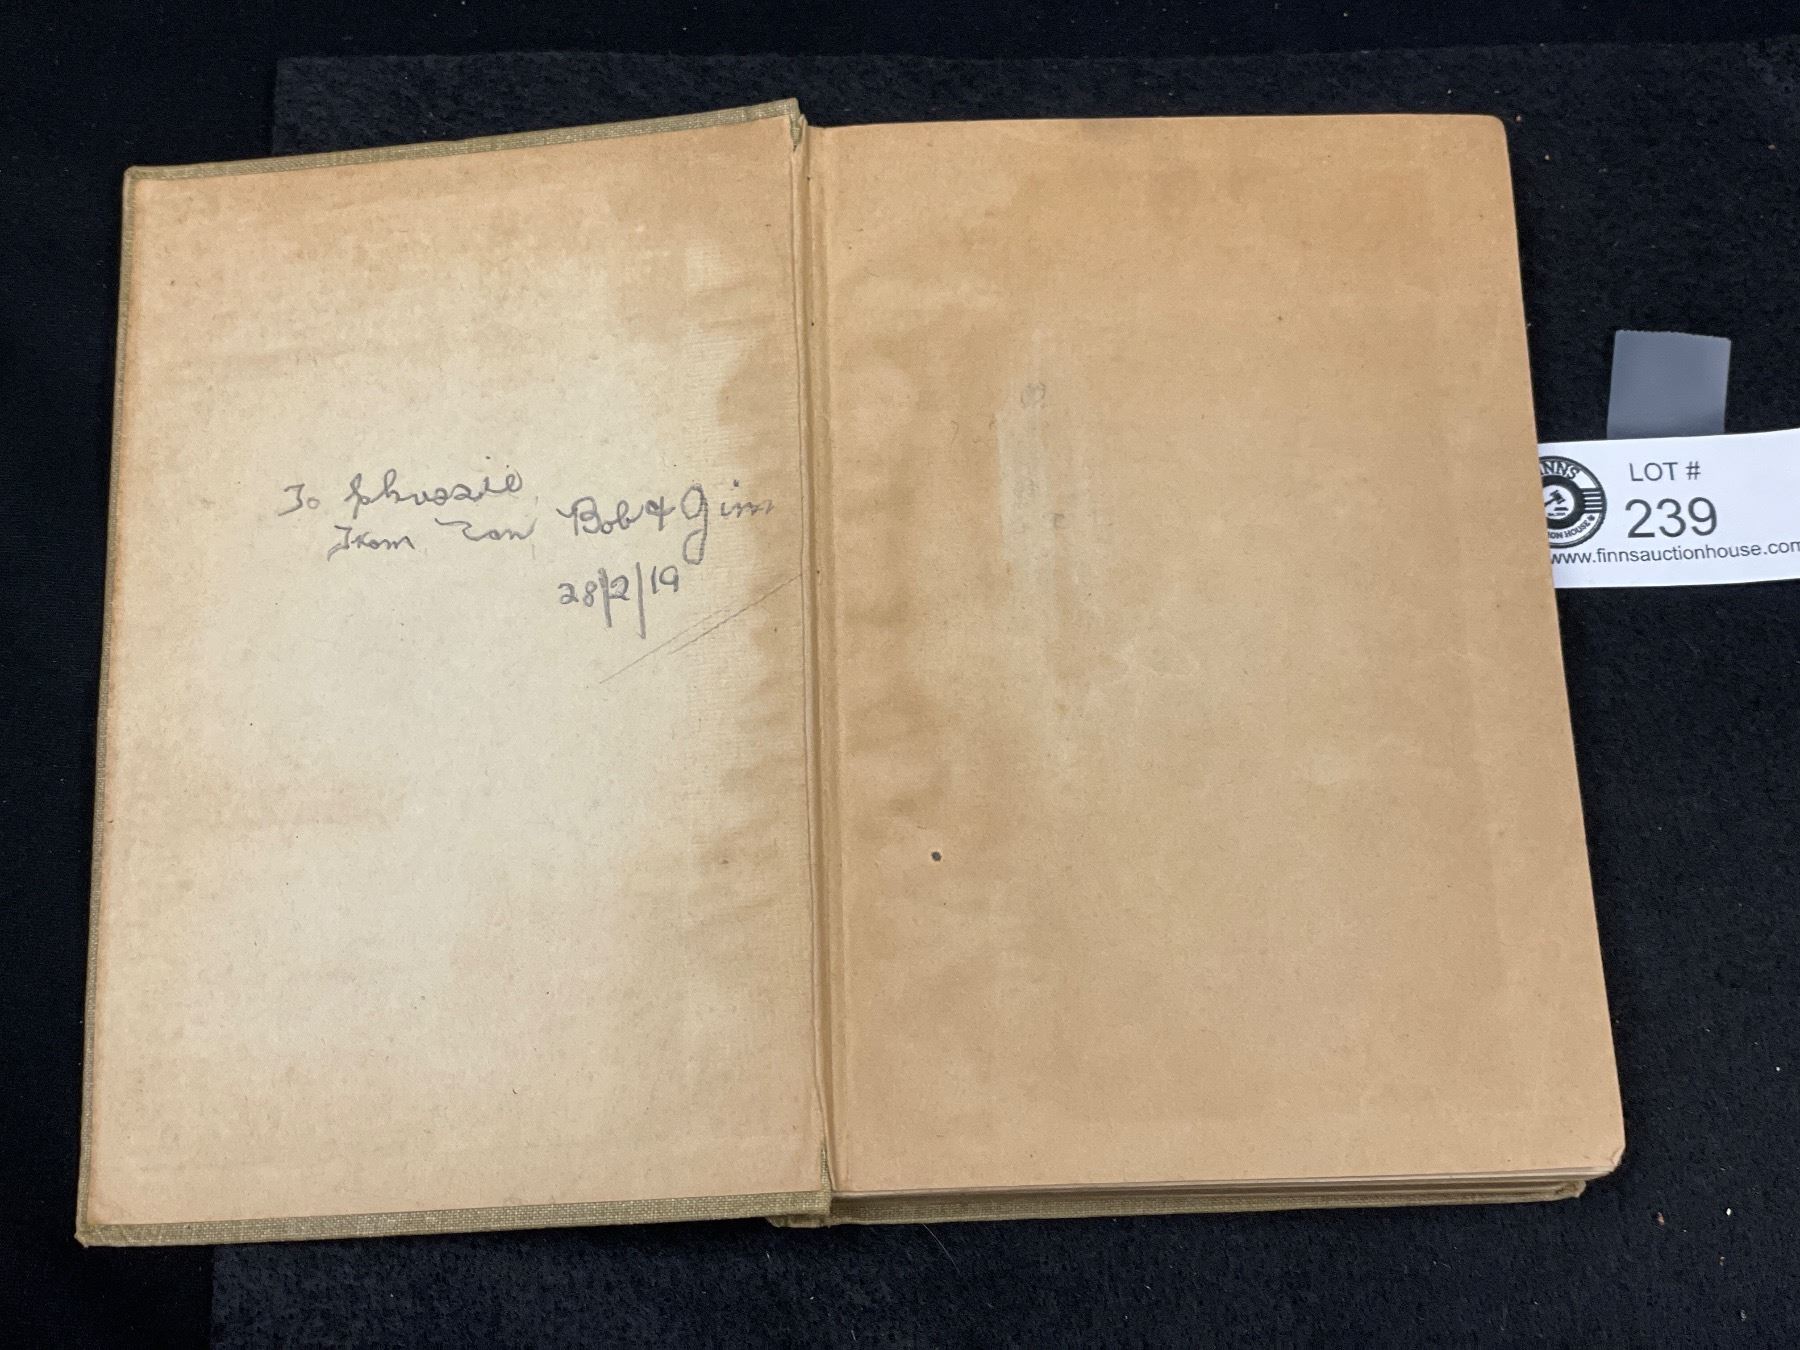 To
From Bob & Jim
28/2/19
LOT #
239
www.finnsauctionhouse.com